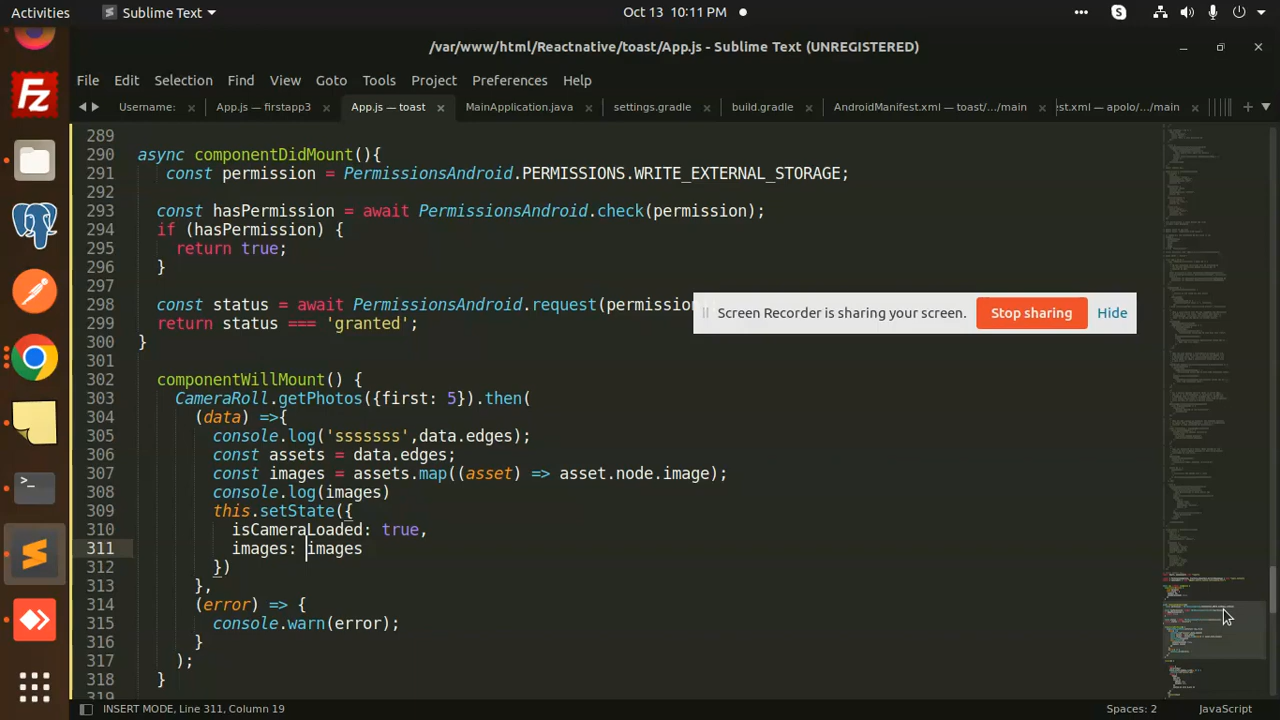 Activities
Sublime Text
Oct 13 10:11 PM
/var/www/html/Reactnative/toast/App.js - Sublime Text (UNREGISTERED)
File Edit Selection Find View Goto Tools Project Preferences Help
Username: App.js — firstapp3 App.js — toast MainApplication.java settings.gradle build.gradle AndroidManifest.xml — toast/.../main est.xml — apolo/.../main
289
290 async componentDidMount(){
291 const permission = PermissionsAndroid.PERMISSIONS.WRITE_EXTERNAL_STORAGE;
292
293 const hasPermission = await PermissionsAndroid.check(permission);
294 if (hasPermission) {
295 return true;
296 }
297
298 const status = await PermissionsAndroid.request(permission
Screen Recorder is sharing your screen. Stop sharing Hide
299 return status === 'granted';
300 }
301
302 componentWillMount() {
303 CameraRoll.getPhotos({first: 5}).then(
304 (data) =>{
305 console.log('sssssss',data.edges);
306 const assets = data.edges;
307 const images = assets.map((asset) => asset.node.image);
308 console.log(images)
309 this.setState({
310 isCameraLoaded: true,
311 images: images
312 })
313 },
314 (error) => {
315 console.warn(error);
316 }
317 );
318 }
319
INSERT MODE, Line 311, Column 19
Spaces: 2
JavaScript